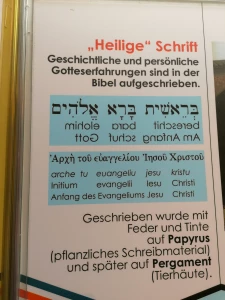 „Heilige“ Schrift
Geschichtliche und persönliche
Gotteserfahrungen sind in der
Bibel aufgeschrieben.
בְּרֵאשִׁית בָּרָא אֱלֹהִים
bereschit bara elohim
Am Anfang schuf Gott
Ἀρχὴ τοῦ εὐαγγελίου Ἰησοῦ Χριστοῦ
arche tu euangeliu jesu kristu
Initium evangelii Iesu Christi
Anfang des Evangeliums Jesu Christi
Geschrieben wurde mit
Feder und Tinte
auf Papyrus
(pflanzliches Schreibmaterial)
und später auf Pergament
(Tierhäute).